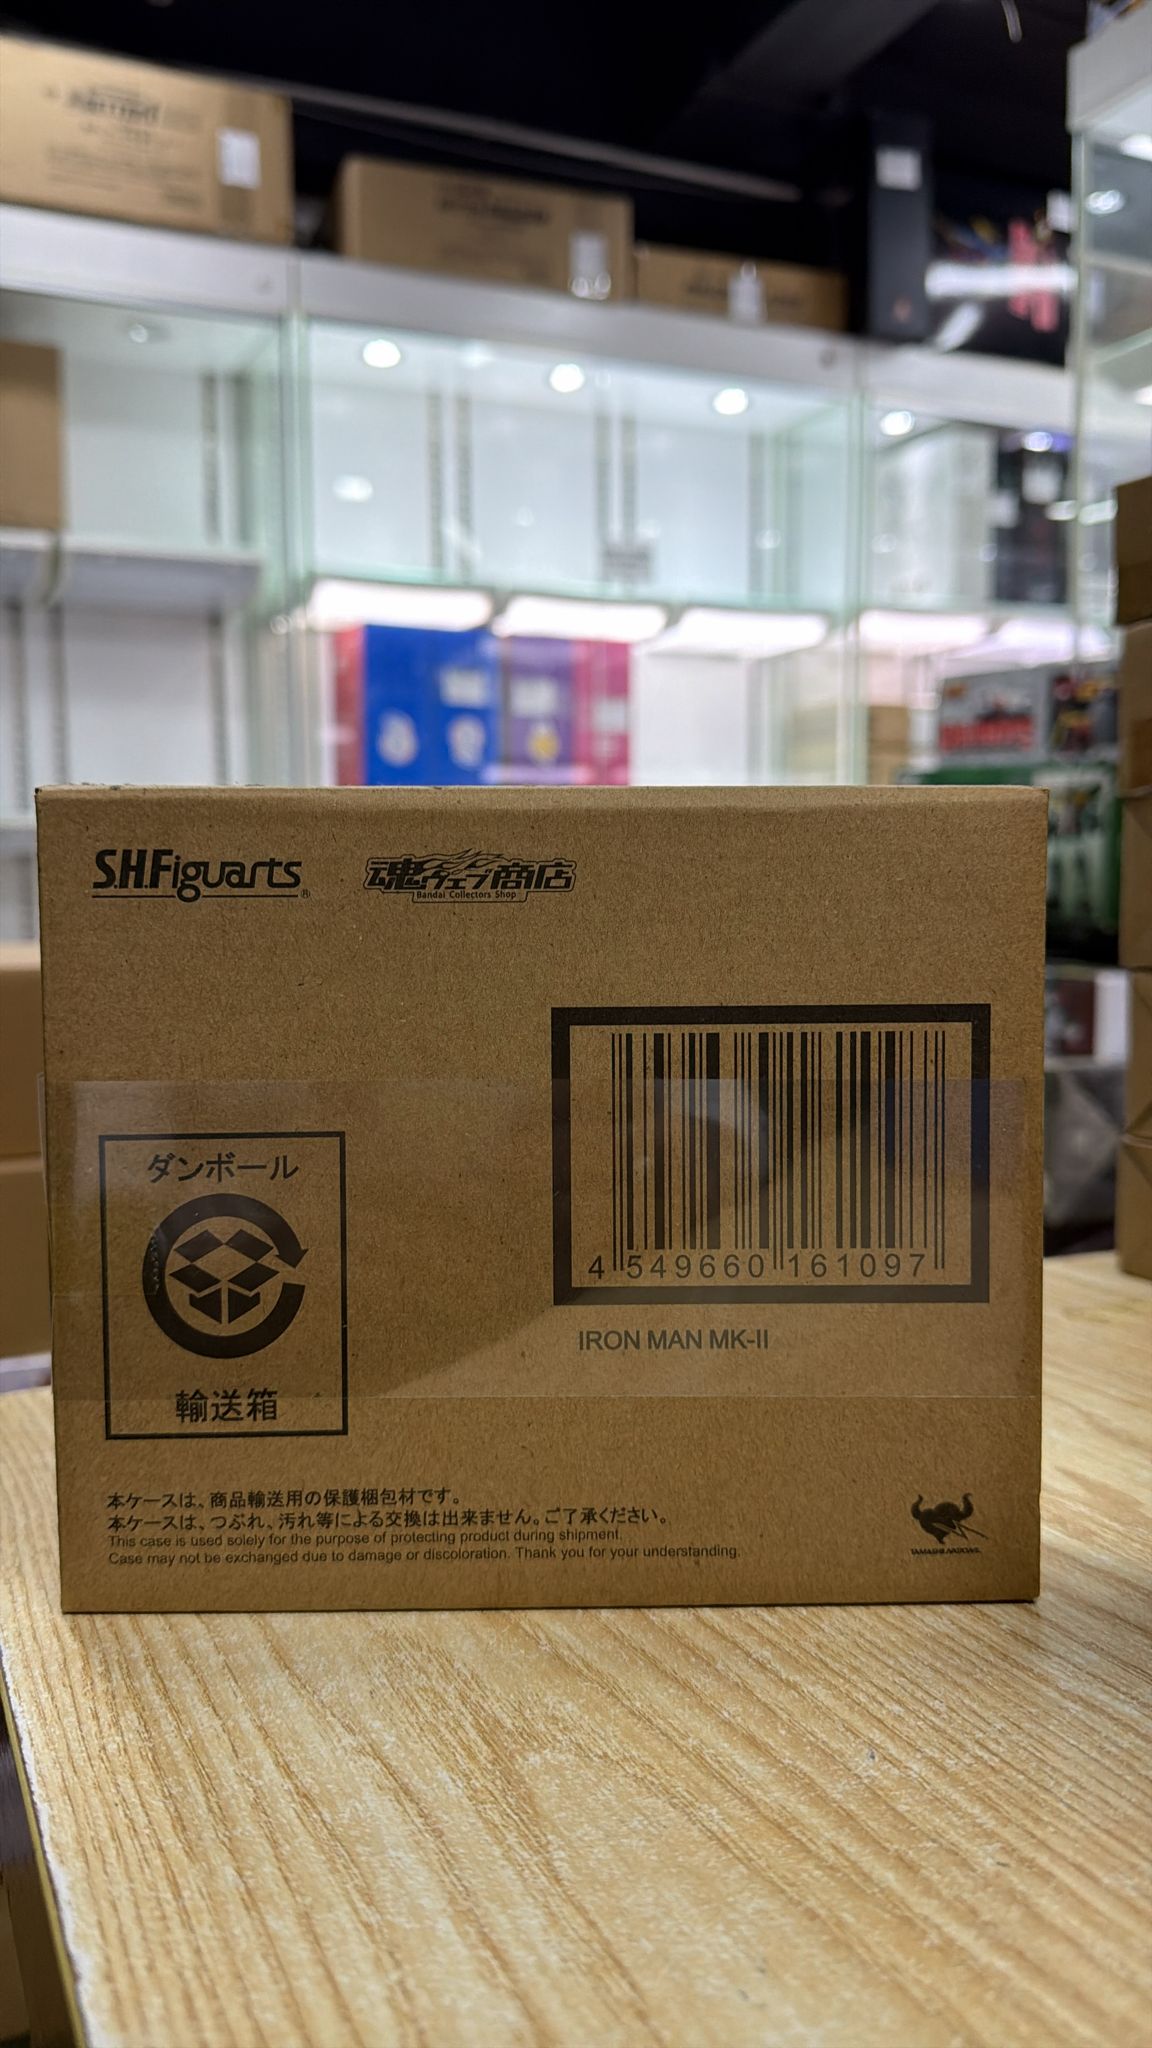 S.H.Figuarts®
魂ウェブ商店
Bandai Collectors Shop
4 549660 161097
IRON MAN MK-II
ダンボール
輸送箱
本ケースは、商品輸送用の保護梱包材です。
本ケースは、つぶれ、汚れ等による交換は出来ません。ご了承ください。
This case is used solely for the purpose of protecting product during shipment.
Case may not be exchanged due to damage or discoloration. Thank you for your understanding.
TAMASHII NATIONS